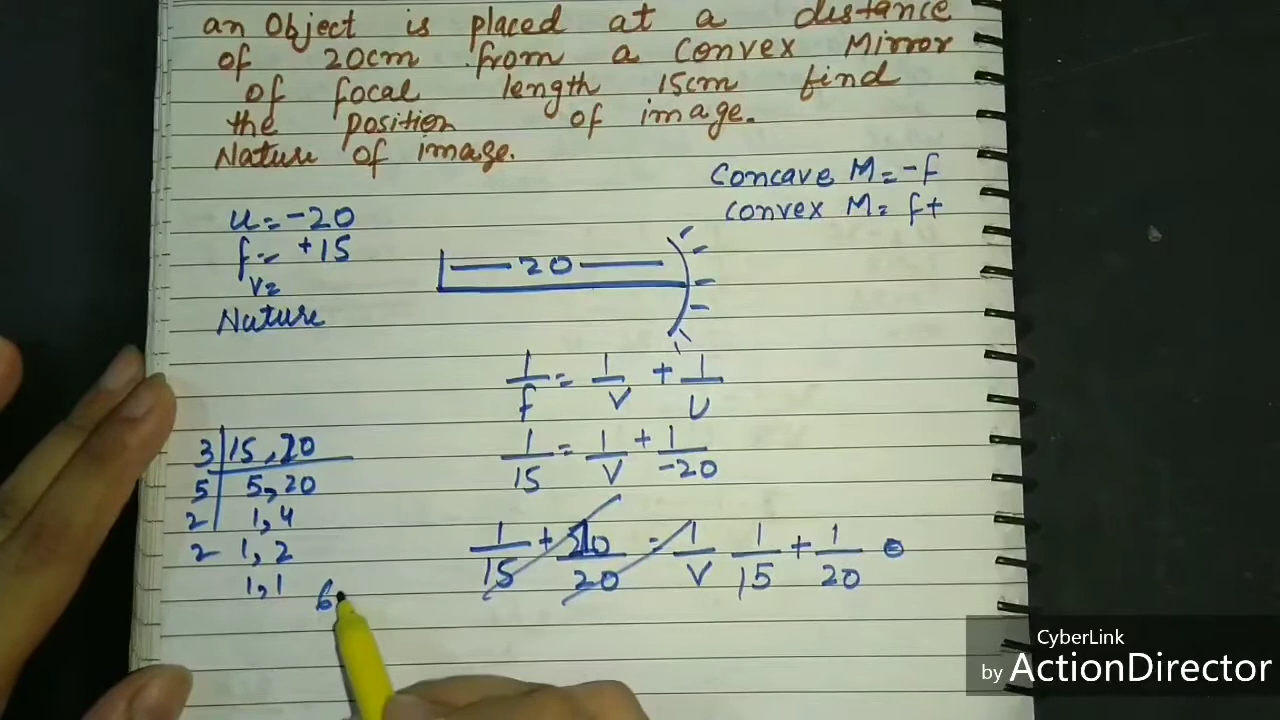 an Object is placed at a distance
of 20cm from a Convex Mirror
of focal length 15cm find
the position of image.
Nature of image.
Concave M = -f
Convex M = f+
u = -20
f = +15
v =
Nature
20
1/f = 1/v + 1/u
1/15 = 1/v + 1/-20
3 | 15, 20
5 | 5, 20
2 | 1, 4
2 1, 2
1, 1
6
1/15 + 1/20 = 1/v 1/15 + 1/20
CyberLink
by ActionDirector